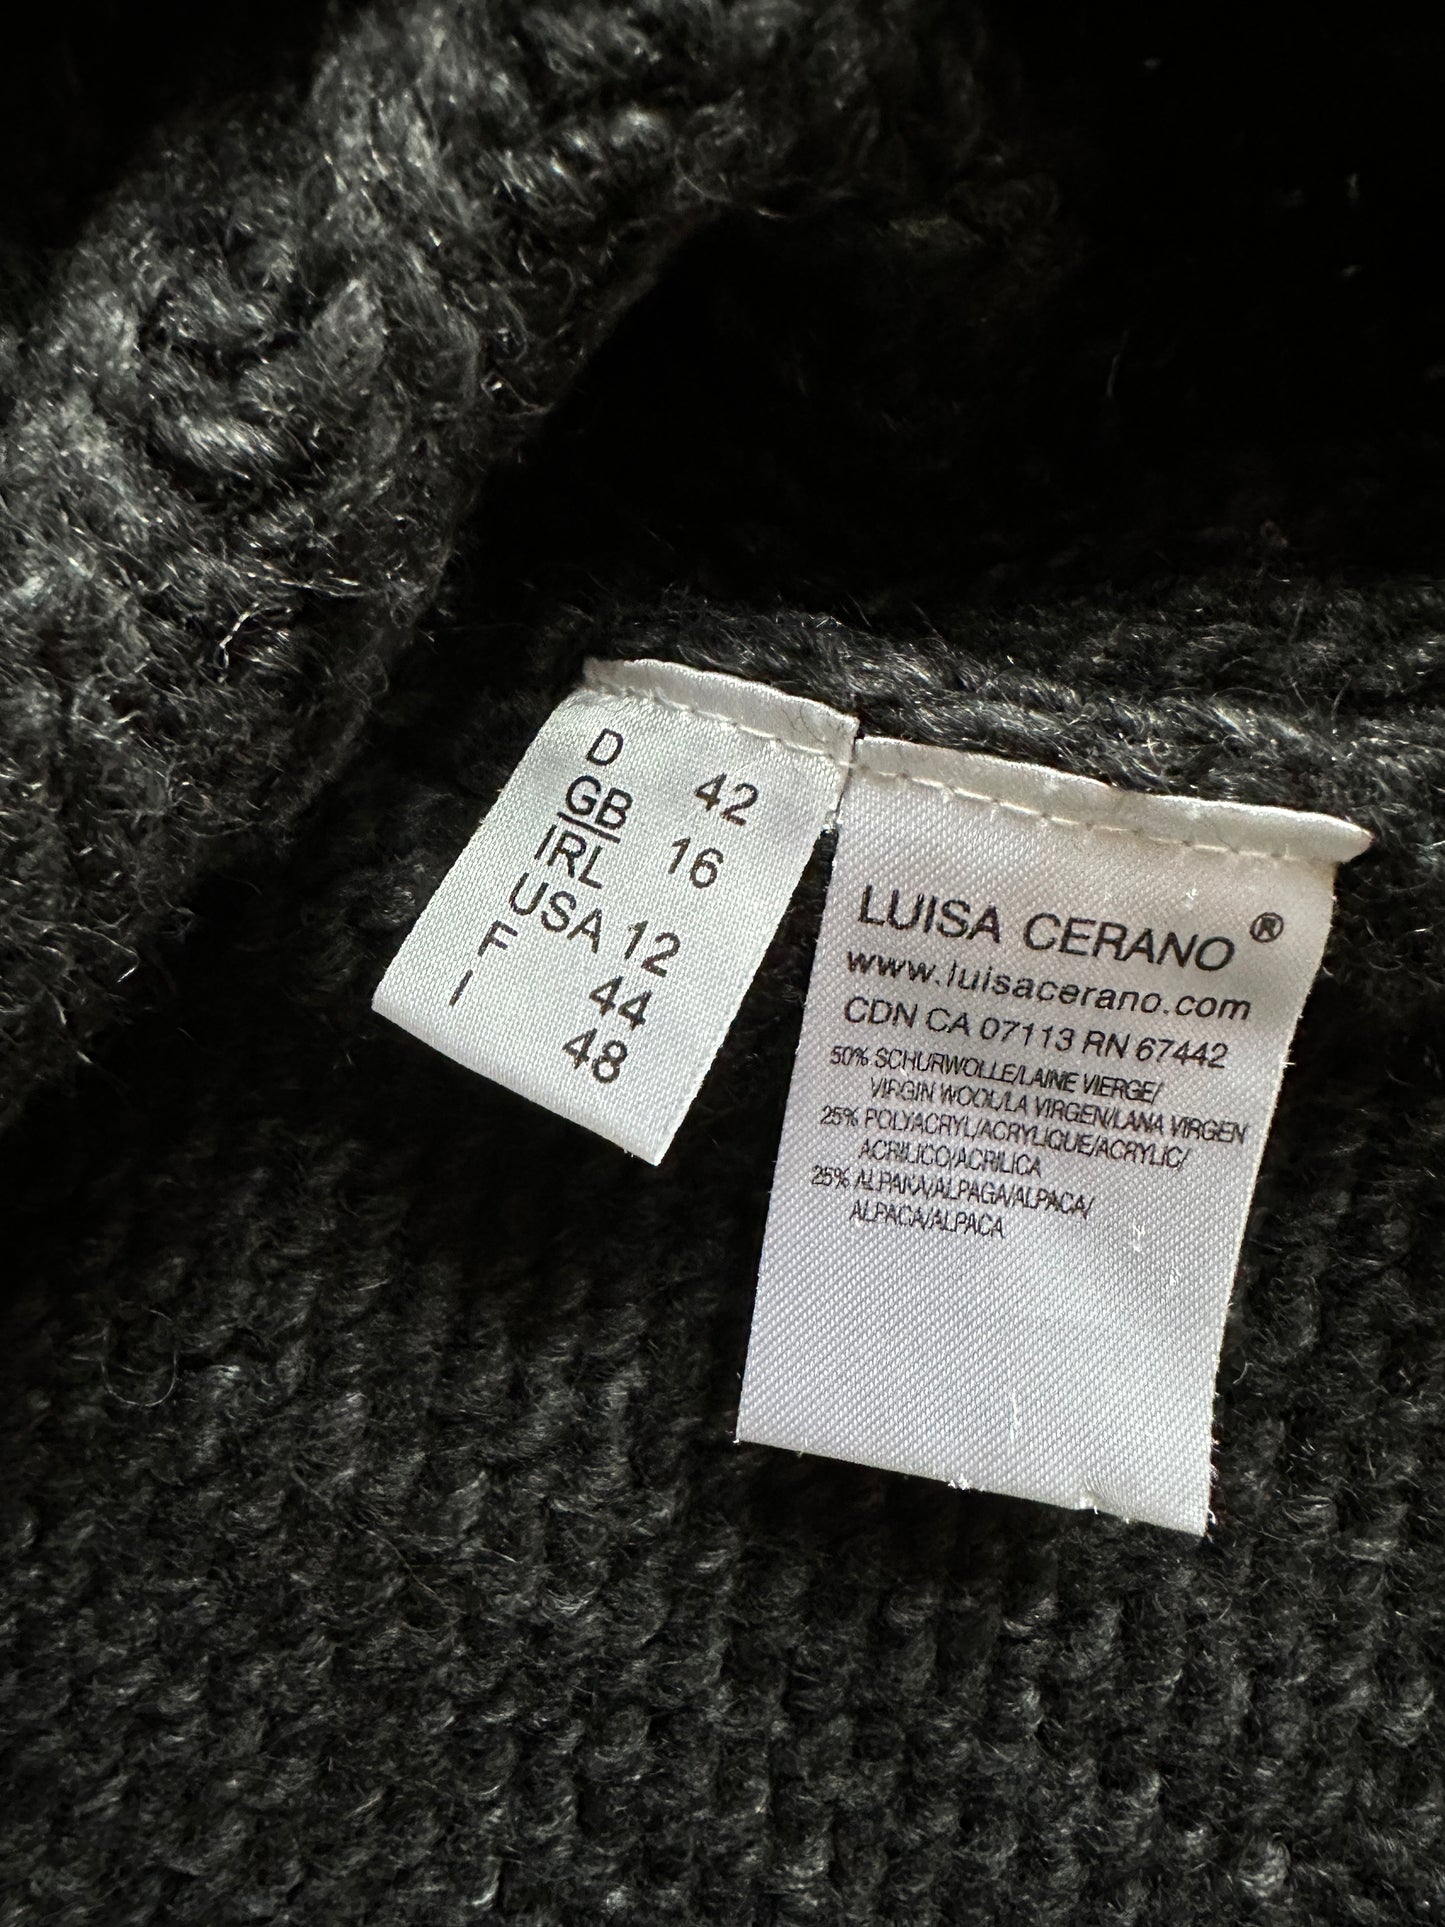 D 42
GB
IRL 16
USA 12
F 44
I 48
LUISA CERANO ®
www.luisacerano.com
CDN CA 07113 RN 67442
50% SCHURWOLLE/LAINE VIERGE/
VIRGIN WOOL/LA VIRGEN/LANA VIRGEN
25% POLYACRYL/ACRYLIQUE/ACRYLIC/
ACRILICO/ACRILICA
25% ALPAKA/ALPAGA/ALPACA/
ALPACA/ALPACA